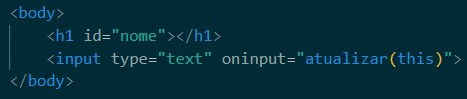 <body>
<h1 id="nome"></h1>
<input type="text" oninput="atualizar(this)">
</body>